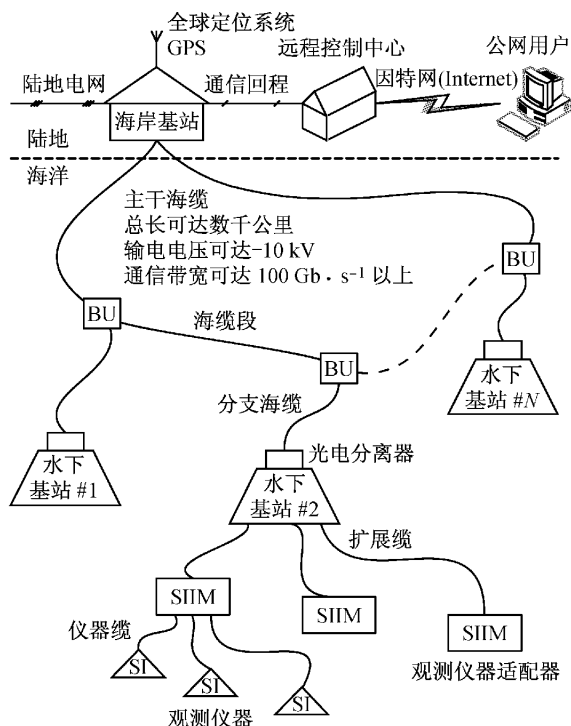 全球定位系统
GPS
远程控制中心
公网用户
陆地电网
通信回程
因特网(Internet)
海岸基站
陆地
海洋
主干海缆
总长可达数千公里
输电电压可达-10 kV
通信带宽可达 100 Gb·s⁻¹ 以上
BU
BU
海缆段
BU
水下
基站 #N
分支海缆
光电分离器
水下
基站 #1
水下
基站 #2
扩展缆
SIIM
SIIM
SIIM
仪器缆
SI
SI
SI
观测仪器
观测仪器适配器